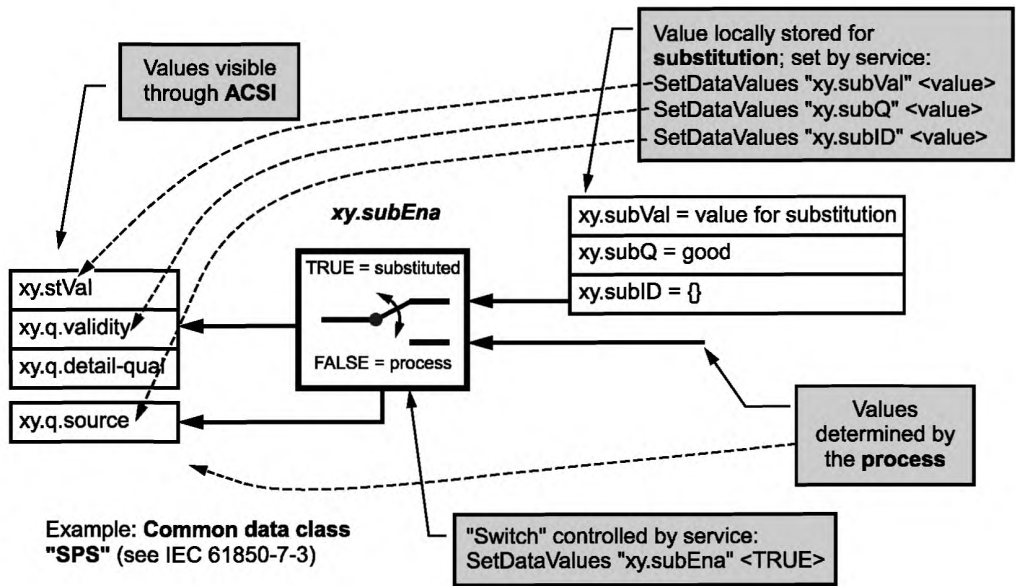 Values visible
through ACSI
Value locally stored for
substitution; set by service:
SetDataValues "xy.subVal" <value>
SetDataValues "xy.subQ" <value>
SetDataValues "xy.subID" <value>
xy.subEna
TRUE = substituted
FALSE = process
xy.subVal = value for substitution
xy.subQ = good
xy.subID = {}
xy.stVal
xy.q.validity
xy.q.detail-qual
xy.q.source
Values
determined by
the process
Example: Common data class
"SPS" (see IEC 61850-7-3)
"Switch" controlled by service:
SetDataValues "xy.subEna" <TRUE>